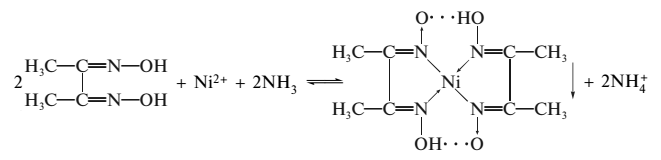 O···HO
H₃C—C=N—OH H₃C—C=N N=C—CH₃
2 + Ni²⁺ + 2NH₃ ⇌ Ni ↓ + 2NH₄⁺
H₃C—C=N—OH H₃C—C=N N=C—CH₃
OH···O